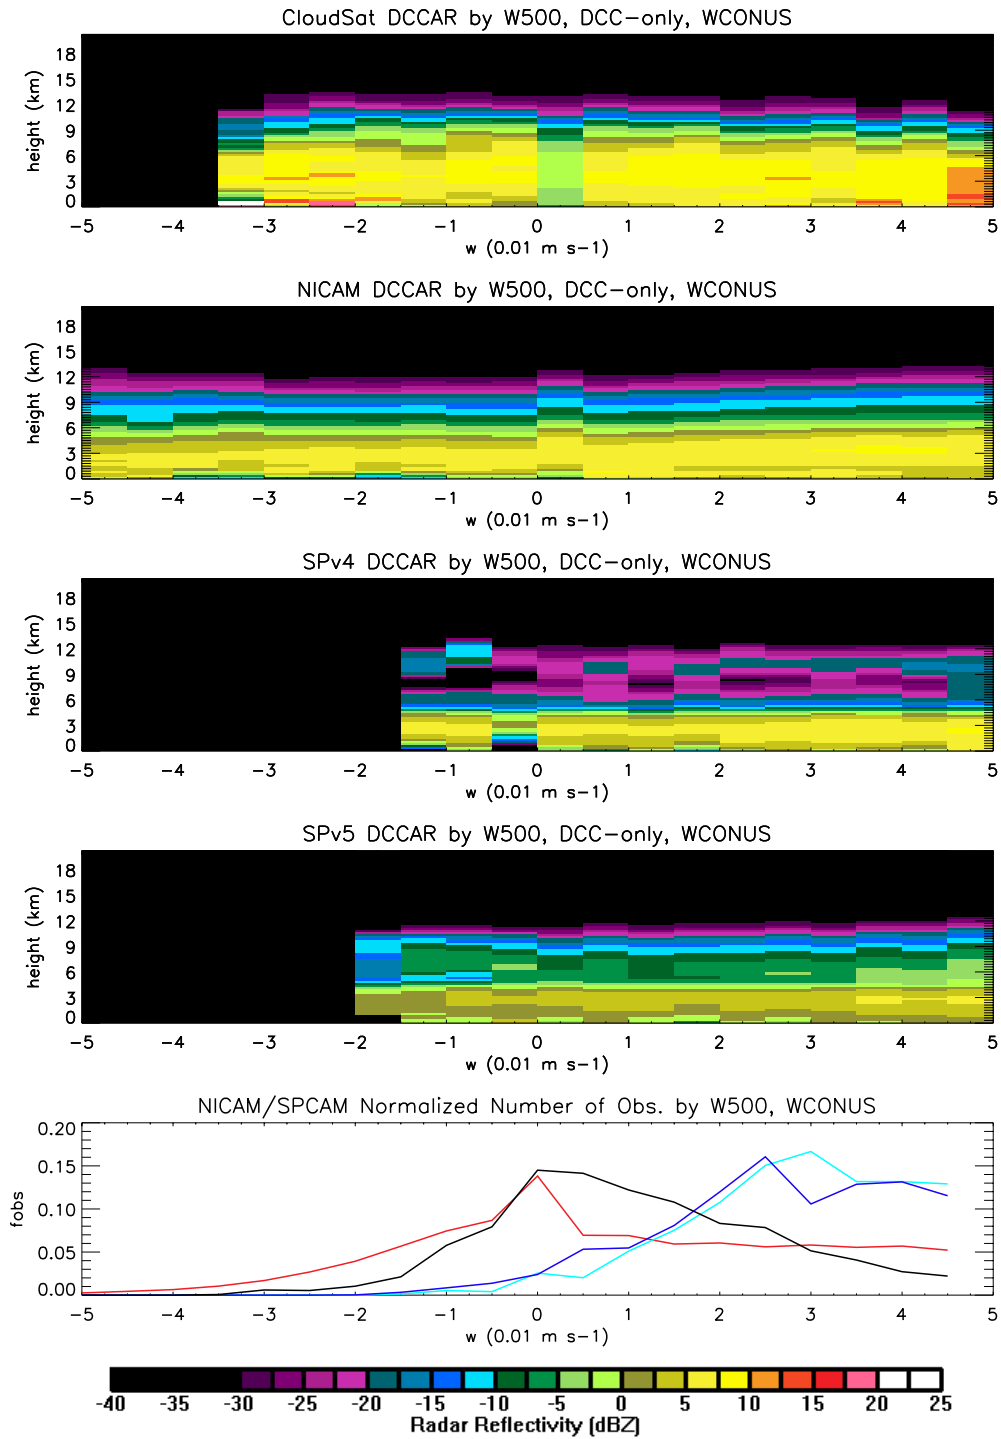 CloudSat DCCAR by W500, DCC-only, WCONUS
18
15
12
9
6
3
0
height (km)
-5 -4 -3 -2 -1 0 1 2 3 4 5
w (0.01 m s-1)
NICAM DCCAR by W500, DCC-only, WCONUS
18
15
12
9
6
3
0
height (km)
-5 -4 -3 -2 -1 0 1 2 3 4 5
w (0.01 m s-1)
SPv4 DCCAR by W500, DCC-only, WCONUS
18
15
12
9
6
3
0
height (km)
-5 -4 -3 -2 -1 0 1 2 3 4 5
w (0.01 m s-1)
SPv5 DCCAR by W500, DCC-only, WCONUS
18
15
12
9
6
3
0
height (km)
-5 -4 -3 -2 -1 0 1 2 3 4 5
w (0.01 m s-1)
NICAM/SPCAM Normalized Number of Obs. by W500, WCONUS
0.20
0.15
0.10
0.05
0.00
fobs
-5 -4 -3 -2 -1 0 1 2 3 4 5
w (0.01 m s-1)
-40 -35 -30 -25 -20 -15 -10 -5 0 5 10 15 20 25
Radar Reflectivity (dBZ)